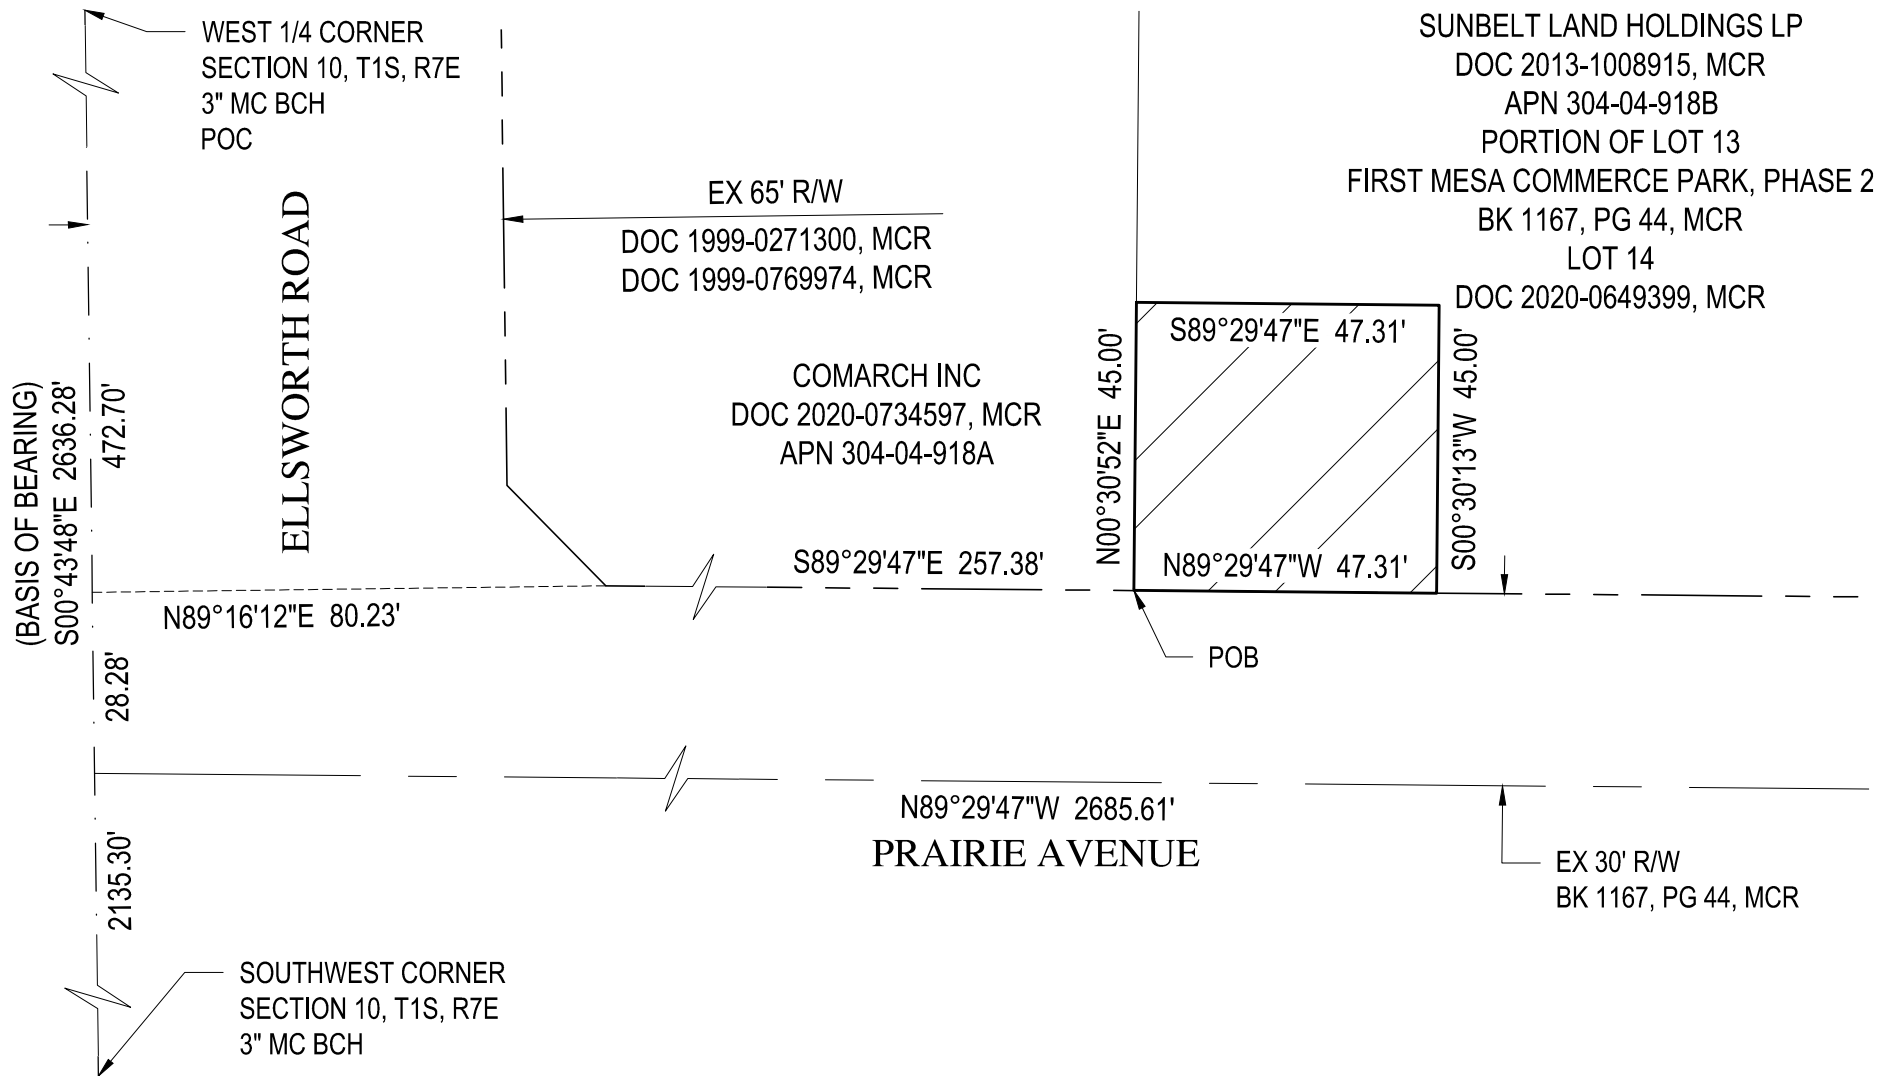 WEST 1/4 CORNER
SECTION 10, T1S, R7E
3" MC BCH
POC
SUNBELT LAND HOLDINGS LP
DOC 2013-1008915, MCR
APN 304-04-918B
PORTION OF LOT 13
FIRST MESA COMMERCE PARK, PHASE 2
BK 1167, PG 44, MCR
LOT 14
DOC 2020-0649399, MCR
EX 65' R/W
DOC 1999-0271300, MCR
DOC 1999-0769974, MCR
ELLSWORTH ROAD
COMARCH INC
DOC 2020-0734597, MCR
APN 304-04-918A
S89°29'47"E 47.31'
N00°30'52"E 45.00'
S00°30'13"W 45.00'
N89°29'47"W 47.31'
(BASIS OF BEARING)
S00°43'48"E 2636.28'
472.70'
S89°29'47"E 257.38'
N89°16'12"E 80.23'
POB
28.28'
N89°29'47"W 2685.61'
PRAIRIE AVENUE
2135.30'
EX 30' R/W
BK 1167, PG 44, MCR
SOUTHWEST CORNER
SECTION 10, T1S, R7E
3" MC BCH